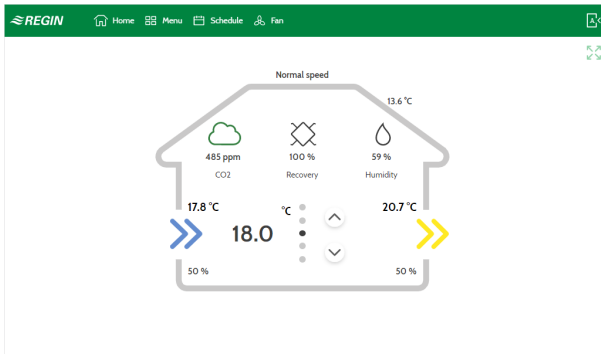 REGIN Home Menu Schedule Fan A
Normal speed
13.6 °C
485 ppm 100 % 59 %
CO2 Recovery Humidity
17.8 °C °C 20.7 °C
18.0
50 % 50 %